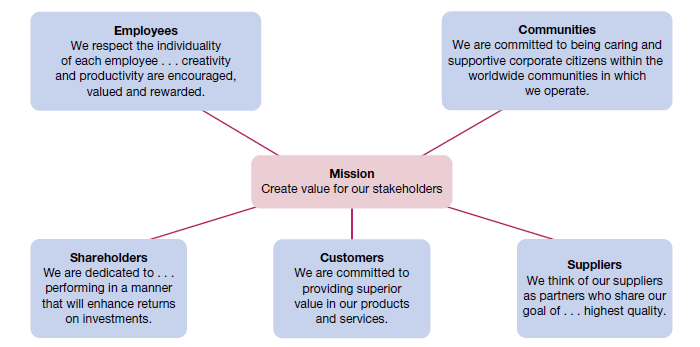 Employees
We respect the individuality
of each employee . . . creativity
and productivity are encouraged,
valued and rewarded.
Communities
We are committed to being caring and
supportive corporate citizens within the
worldwide communities in which
we operate.
Mission
Create value for our stakeholders
Shareholders
We are dedicated to . . .
performing in a manner
that will enhance returns
on investments.
Customers
We are committed to
providing superior
value in our products
and services.
Suppliers
We think of our suppliers
as partners who share our
goal of . . . highest quality.